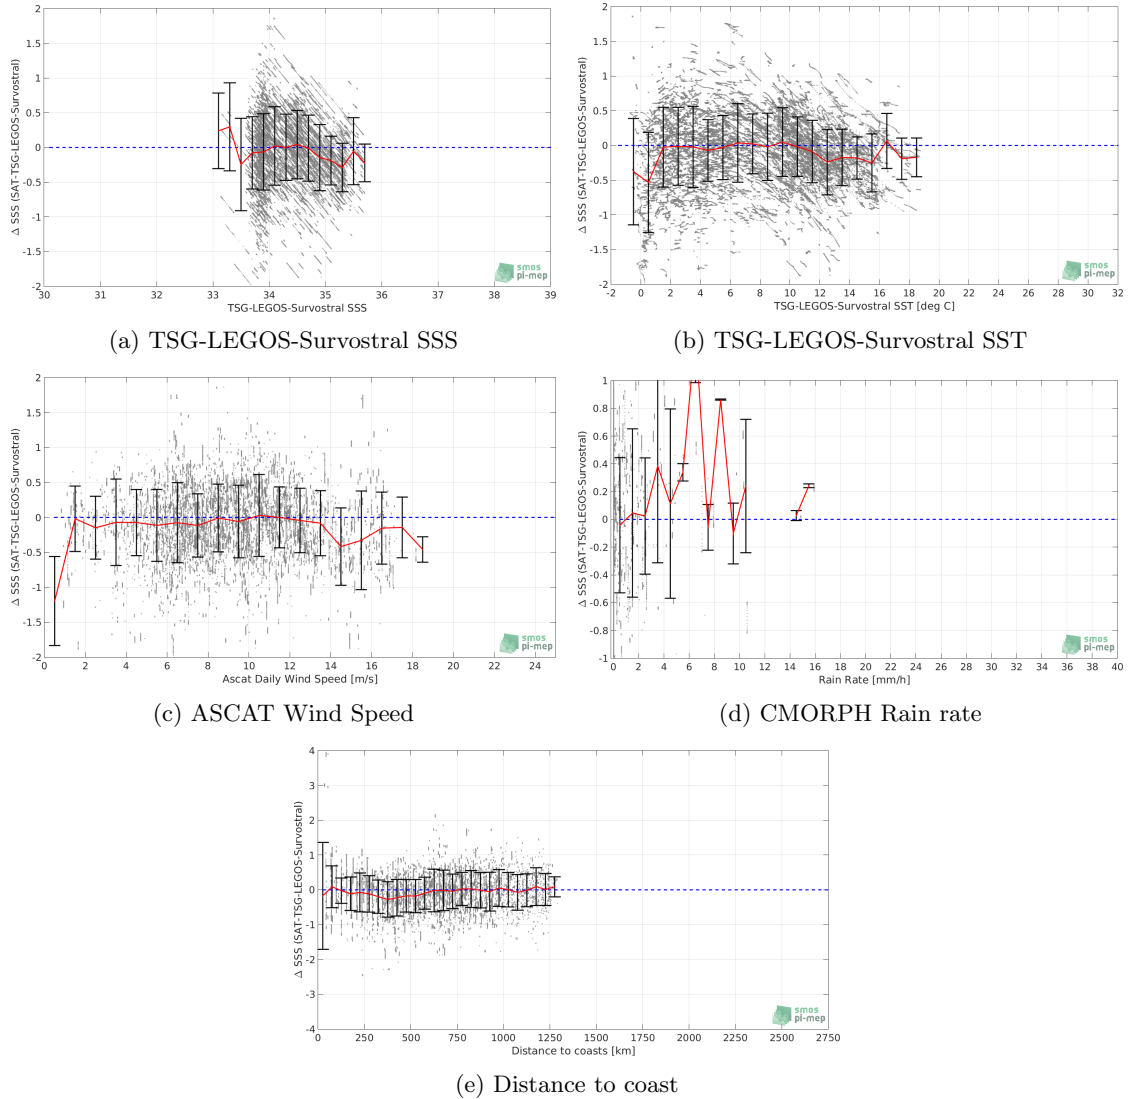 2
1.5
1
0.5
0
-0.5
-1
-1.5
-2
Δ SSS (SAT-TSG-LEGOS-Survostral)
30 31 32 33 34 35 36 37 38 39
TSG-LEGOS-Survostral SSS
smos
pi-mep
(a) TSG-LEGOS-Survostral SSS
2
1.5
1
0.5
0
-0.5
-1
-1.5
-2
Δ SSS (SAT-TSG-LEGOS-Survostral)
-2 0 2 4 6 8 10 12 14 16 18 20 22 24 26 28 30 32
TSG-LEGOS-Survostral SST [deg C]
smos
pi-mep
(b) TSG-LEGOS-Survostral SST
2
1.5
1
0.5
0
-0.5
-1
-1.5
-2
Δ SSS (SAT-TSG-LEGOS-Survostral)
0 2 4 6 8 10 12 14 16 18 20 22 24
Ascat Daily Wind Speed [m/s]
smos
pi-mep
(c) ASCAT Wind Speed
1
0.8
0.6
0.4
0.2
0
-0.2
-0.4
-0.6
-0.8
-1
Δ SSS (SAT-TSG-LEGOS-Survostral)
0 2 4 6 8 10 12 14 16 18 20 22 24 26 28 30 32 34 36 38 40
Rain Rate [mm/h]
smos
pi-mep
(d) CMORPH Rain rate
4
3
2
1
0
-1
-2
-3
-4
Δ SSS (SAT-TSG-LEGOS-Survostral)
0 250 500 750 1000 1250 1500 1750 2000 2250 2500 2750
Distance to coasts [km]
smos
pi-mep
(e) Distance to coast